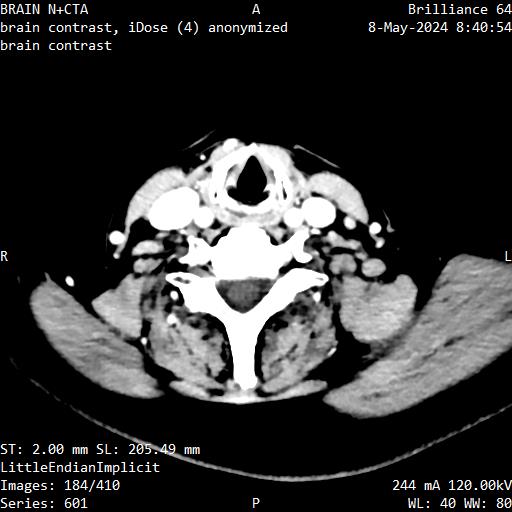 BRAIN N+CTA
A
Brilliance 64
brain contrast, iDose (4) anonymized
8-May-2024 8:40:54
brain contrast
R
L
ST: 2.00 mm SL: 205.49 mm
LittleEndianImplicit
Images: 184/410
244 mA 120.00kV
Series: 601
P
WL: 40 WW: 80